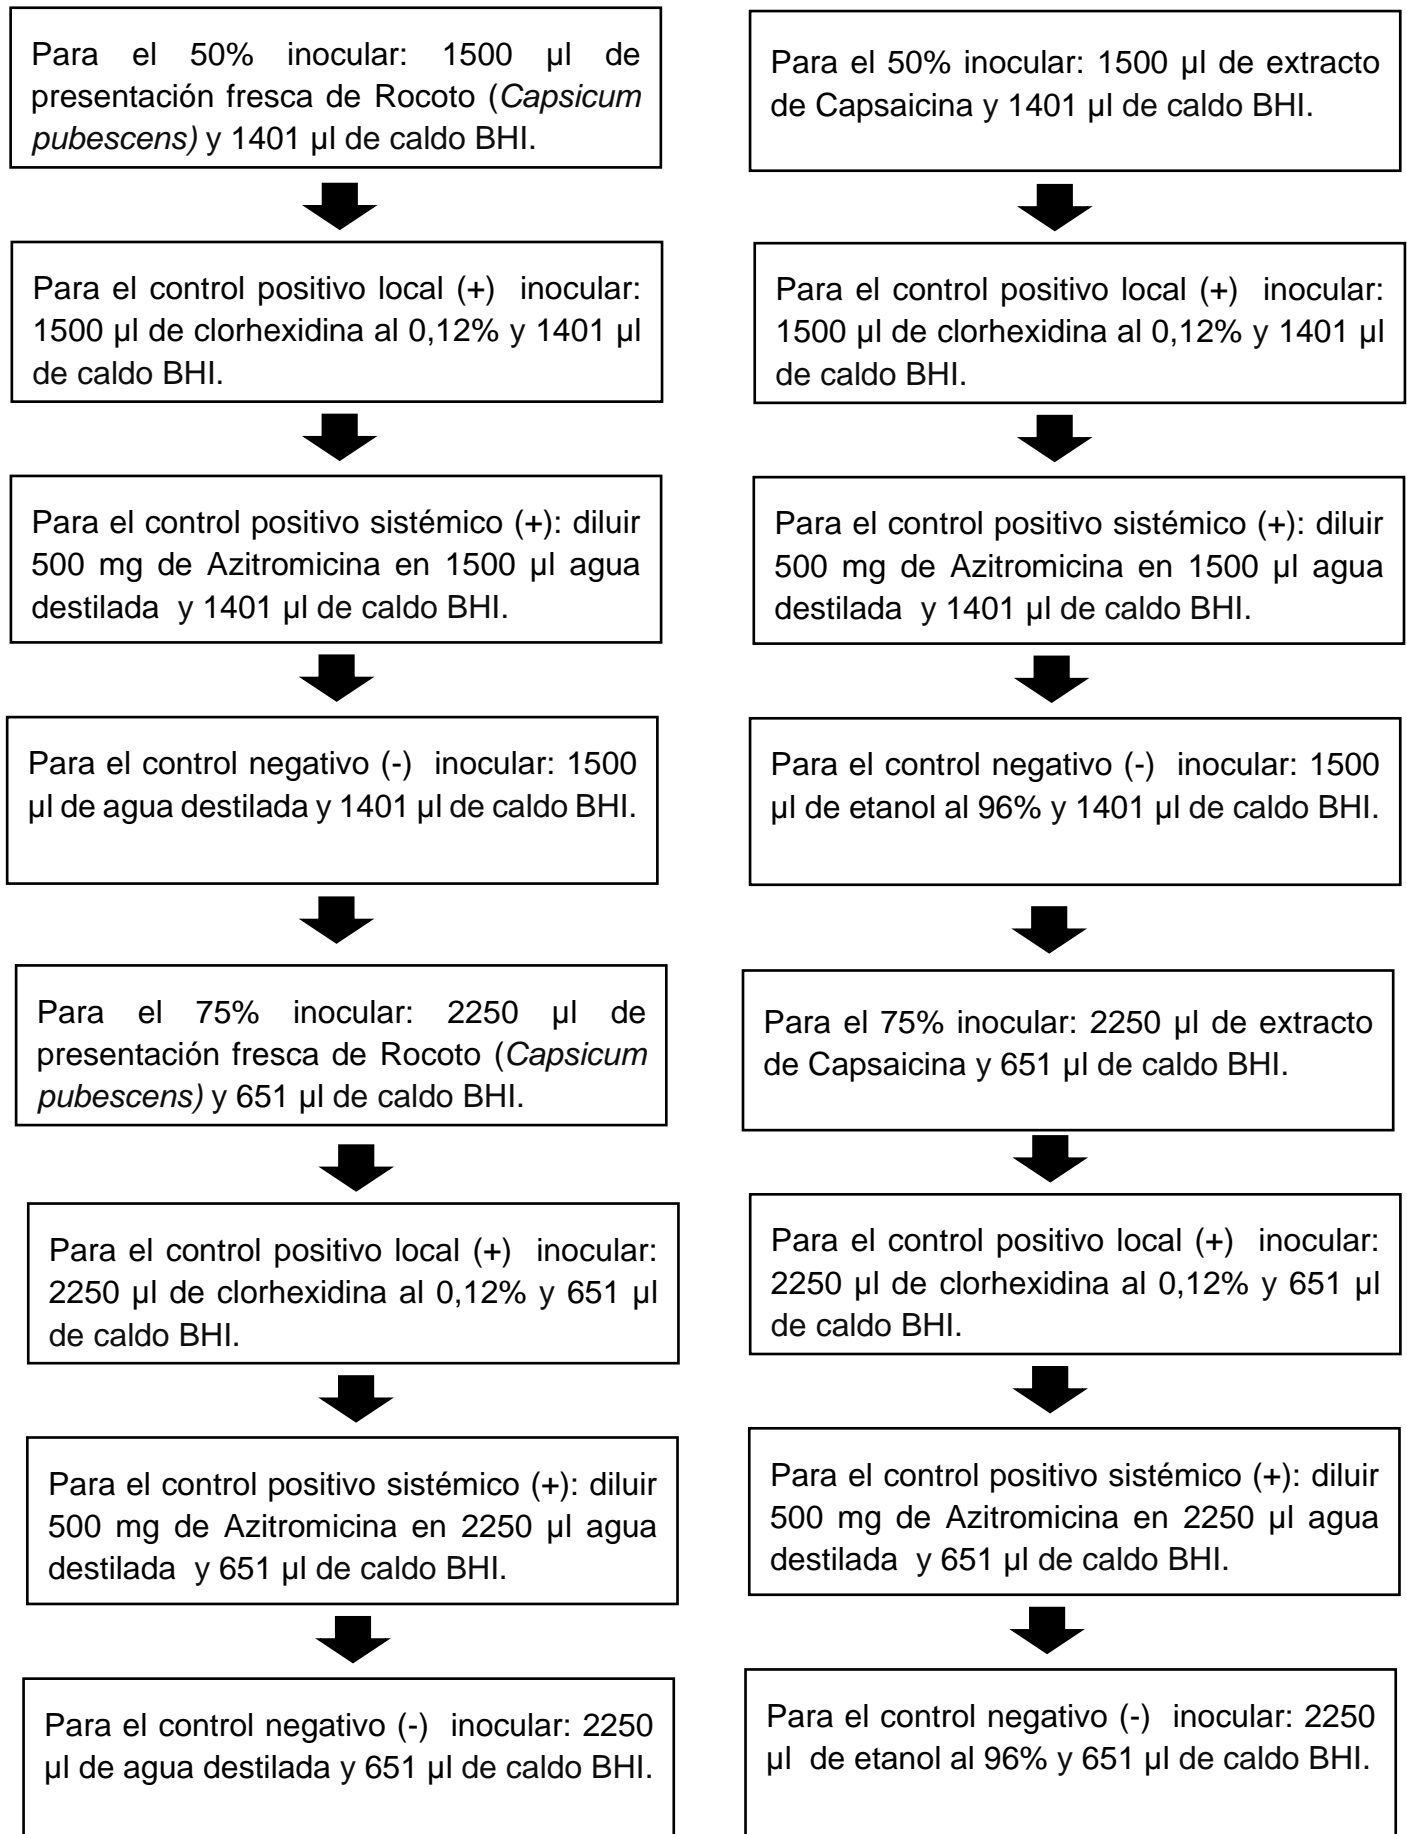 Para el 50% inocular: 1500 µl de
presentación fresca de Rocoto (Capsicum
pubescens) y 1401 µl de caldo BHI.
Para el control positivo local (+) inocular:
1500 µl de clorhexidina al 0,12% y 1401 µl
de caldo BHI.
Para el control positivo sistémico (+): diluir
500 mg de Azitromicina en 1500 µl agua
destilada y 1401 µl de caldo BHI.
Para el control negativo (-) inocular: 1500
µl de agua destilada y 1401 µl de caldo BHI.
Para el 75% inocular: 2250 µl de
presentación fresca de Rocoto (Capsicum
pubescens) y 651 µl de caldo BHI.
Para el control positivo local (+) inocular:
2250 µl de clorhexidina al 0,12% y 651 µl
de caldo BHI.
Para el control positivo sistémico (+): diluir
500 mg de Azitromicina en 2250 µl agua
destilada y 651 µl de caldo BHI.
Para el control negativo (-) inocular: 2250
µl de agua destilada y 651 µl de caldo BHI.
Para el 50% inocular: 1500 µl de extracto
de Capsaicina y 1401 µl de caldo BHI.
Para el control positivo local (+) inocular:
1500 µl de clorhexidina al 0,12% y 1401 µl
de caldo BHI.
Para el control positivo sistémico (+): diluir
500 mg de Azitromicina en 1500 µl agua
destilada y 1401 µl de caldo BHI.
Para el control negativo (-) inocular: 1500
µl de etanol al 96% y 1401 µl de caldo BHI.
Para el 75% inocular: 2250 µl de extracto
de Capsaicina y 651 µl de caldo BHI.
Para el control positivo local (+) inocular:
2250 µl de clorhexidina al 0,12% y 651 µl
de caldo BHI.
Para el control positivo sistémico (+): diluir
500 mg de Azitromicina en 2250 µl agua
destilada y 651 µl de caldo BHI.
Para el control negativo (-) inocular: 2250
µl de etanol al 96% y 651 µl de caldo BHI.